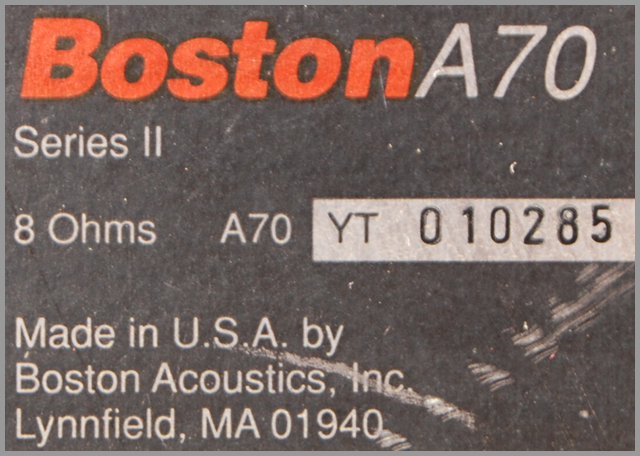 Boston A70
Series II
8 Ohms A70 YT 010285
Made in U.S.A. by
Boston Acoustics, Inc.
Lynnfield, MA 01940